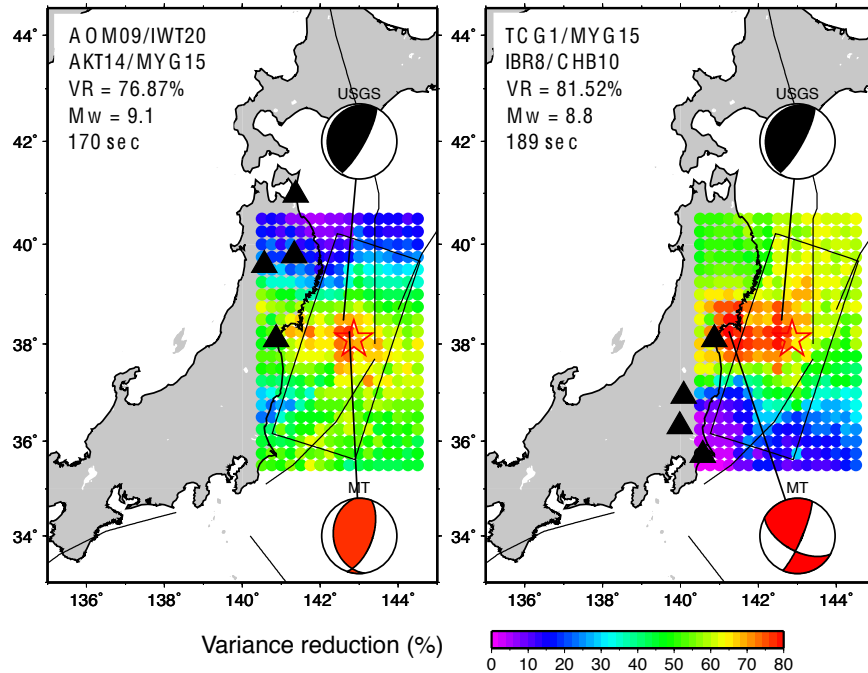 AOM09/IWT20
AKT14/MYG15
VR = 76.87%
Mw = 9.1
170 sec
USGS
MT
44˚
42˚
40˚
38˚
36˚
34˚
136˚ 138˚ 140˚ 142˚ 144˚
TCG1/MYG15
IBR8/CHB10
VR = 81.52%
Mw = 8.8
189 sec
USGS
MT
44˚
42˚
40˚
38˚
36˚
34˚
136˚ 138˚ 140˚ 142˚ 144˚
Variance reduction (%)
0 10 20 30 40 50 60 70 80